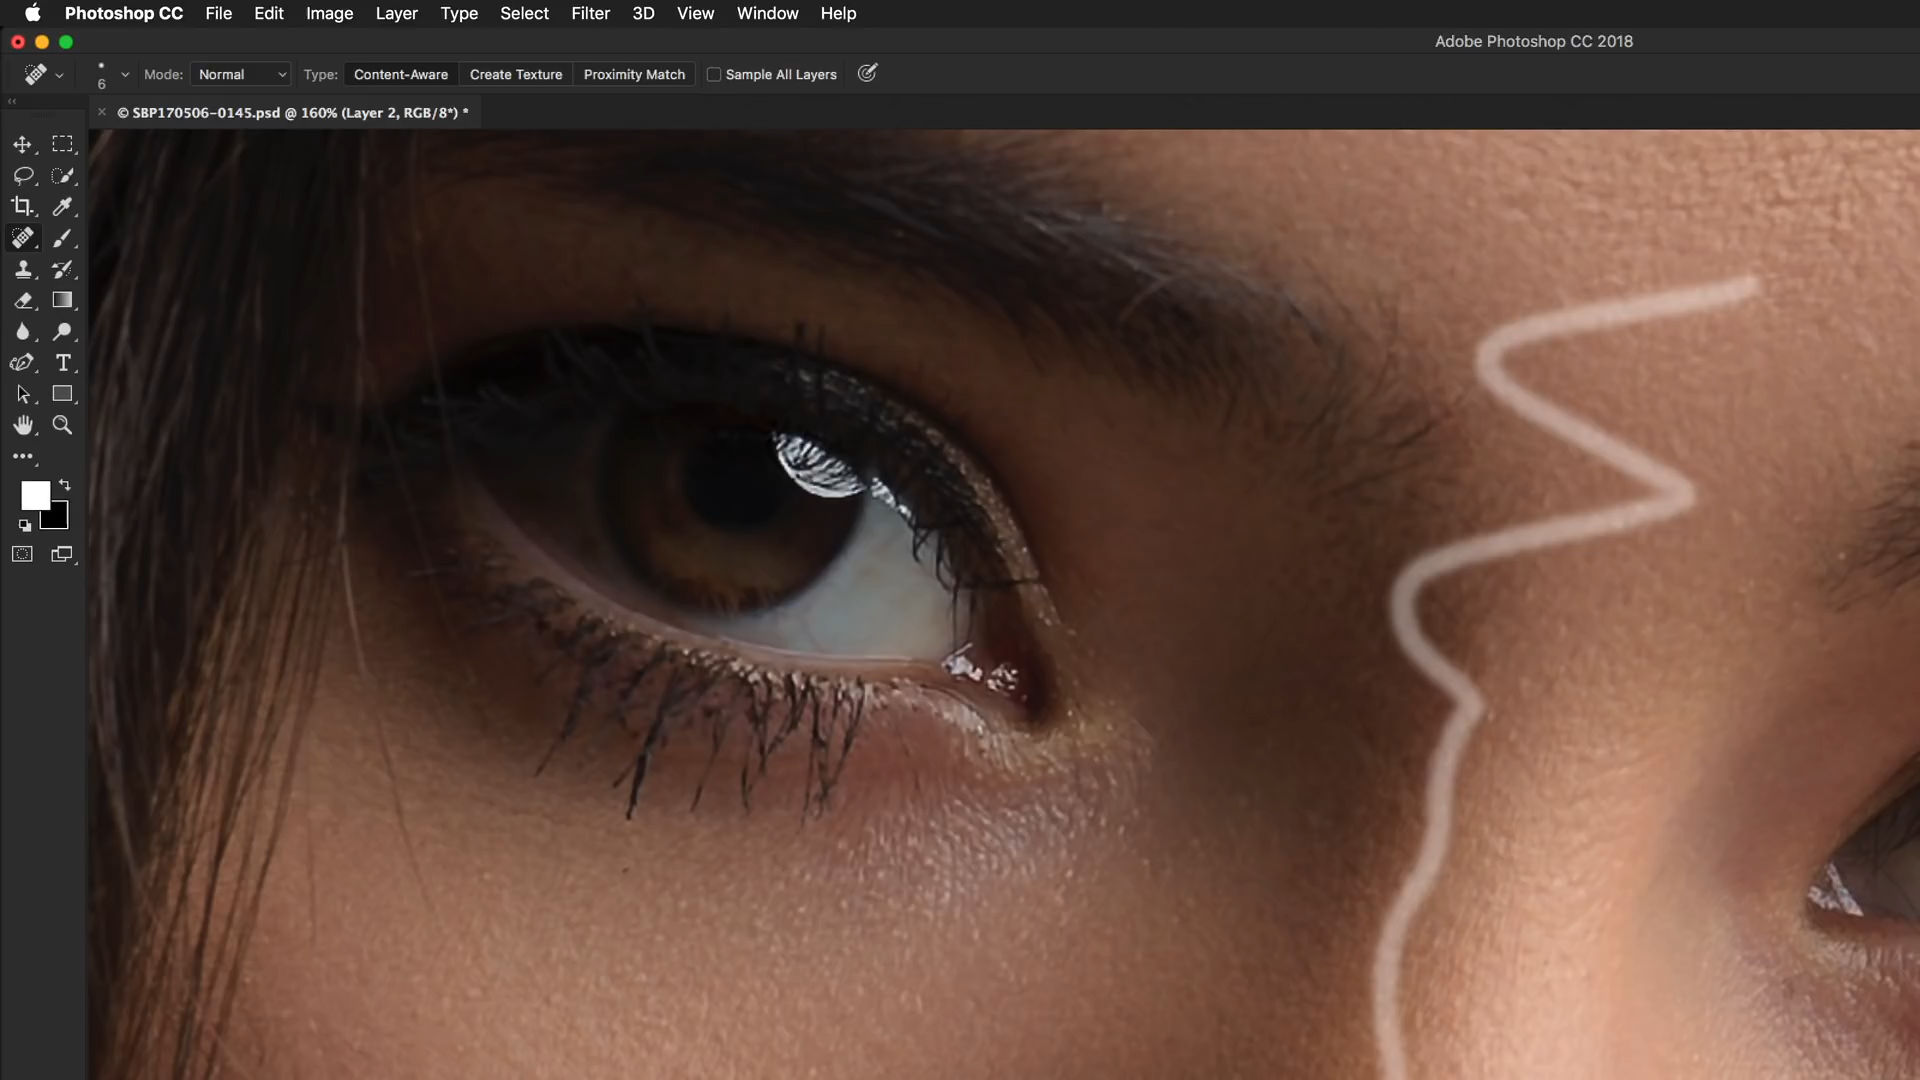 Photoshop CC File Edit Image Layer Type Select Filter 3D View Window Help
Adobe Photoshop CC 2018
6 Mode: Normal Type: Content-Aware Create Texture Proximity Match Sample All Layers
© SBP170506-0145.psd @ 160% (Layer 2, RGB/8*) *